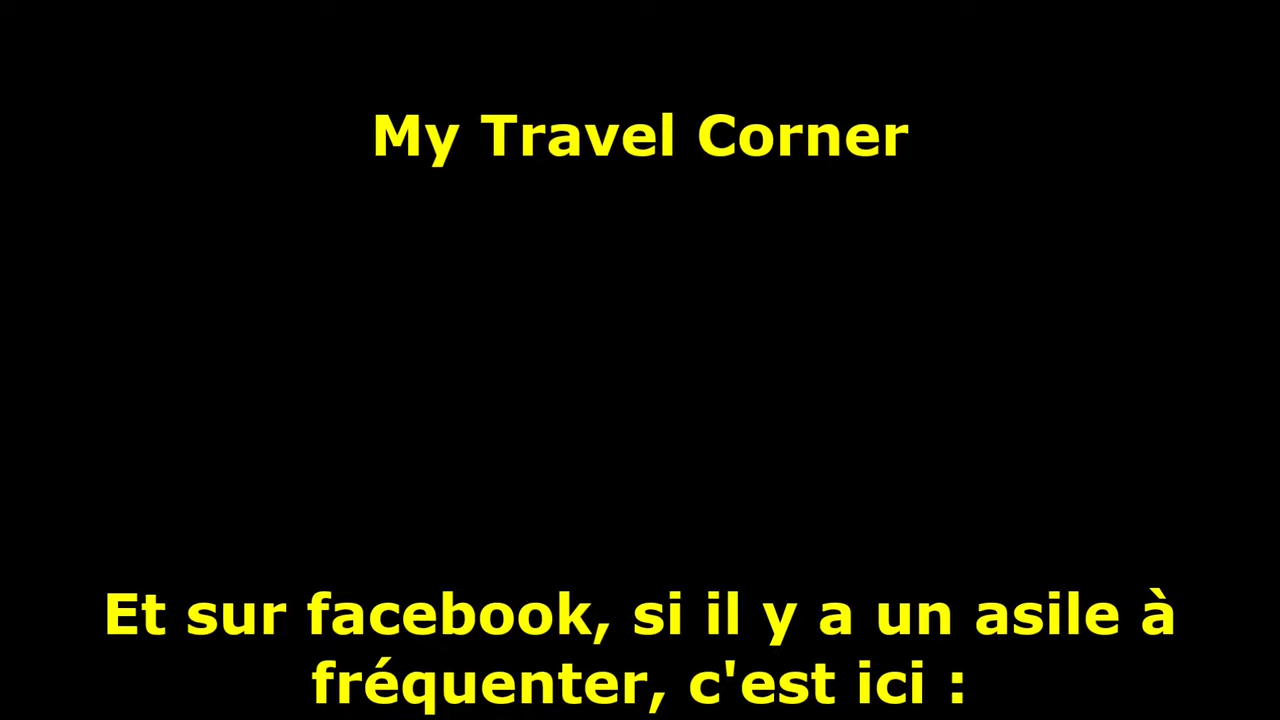 My Travel Corner
Et sur facebook, si il y a un asile à
fréquenter, c'est ici :